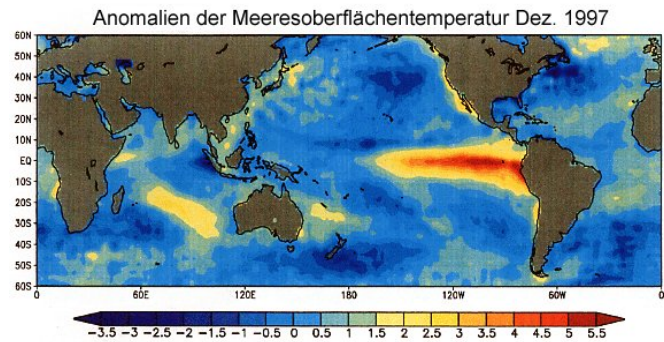 Anomalien der Meeresoberflächentemperatur Dez. 1997
60N
50N
40N
30N
20N
10N
EQ
10S
20S
30S
40S
50S
60S
0 60E 120E 180 120W 60W 0
-3.5 -3 -2.5 -2 -1 -0.5 0 0.5 1 1.5 2 2.5 3 3.5 4 4.5 5 5.5